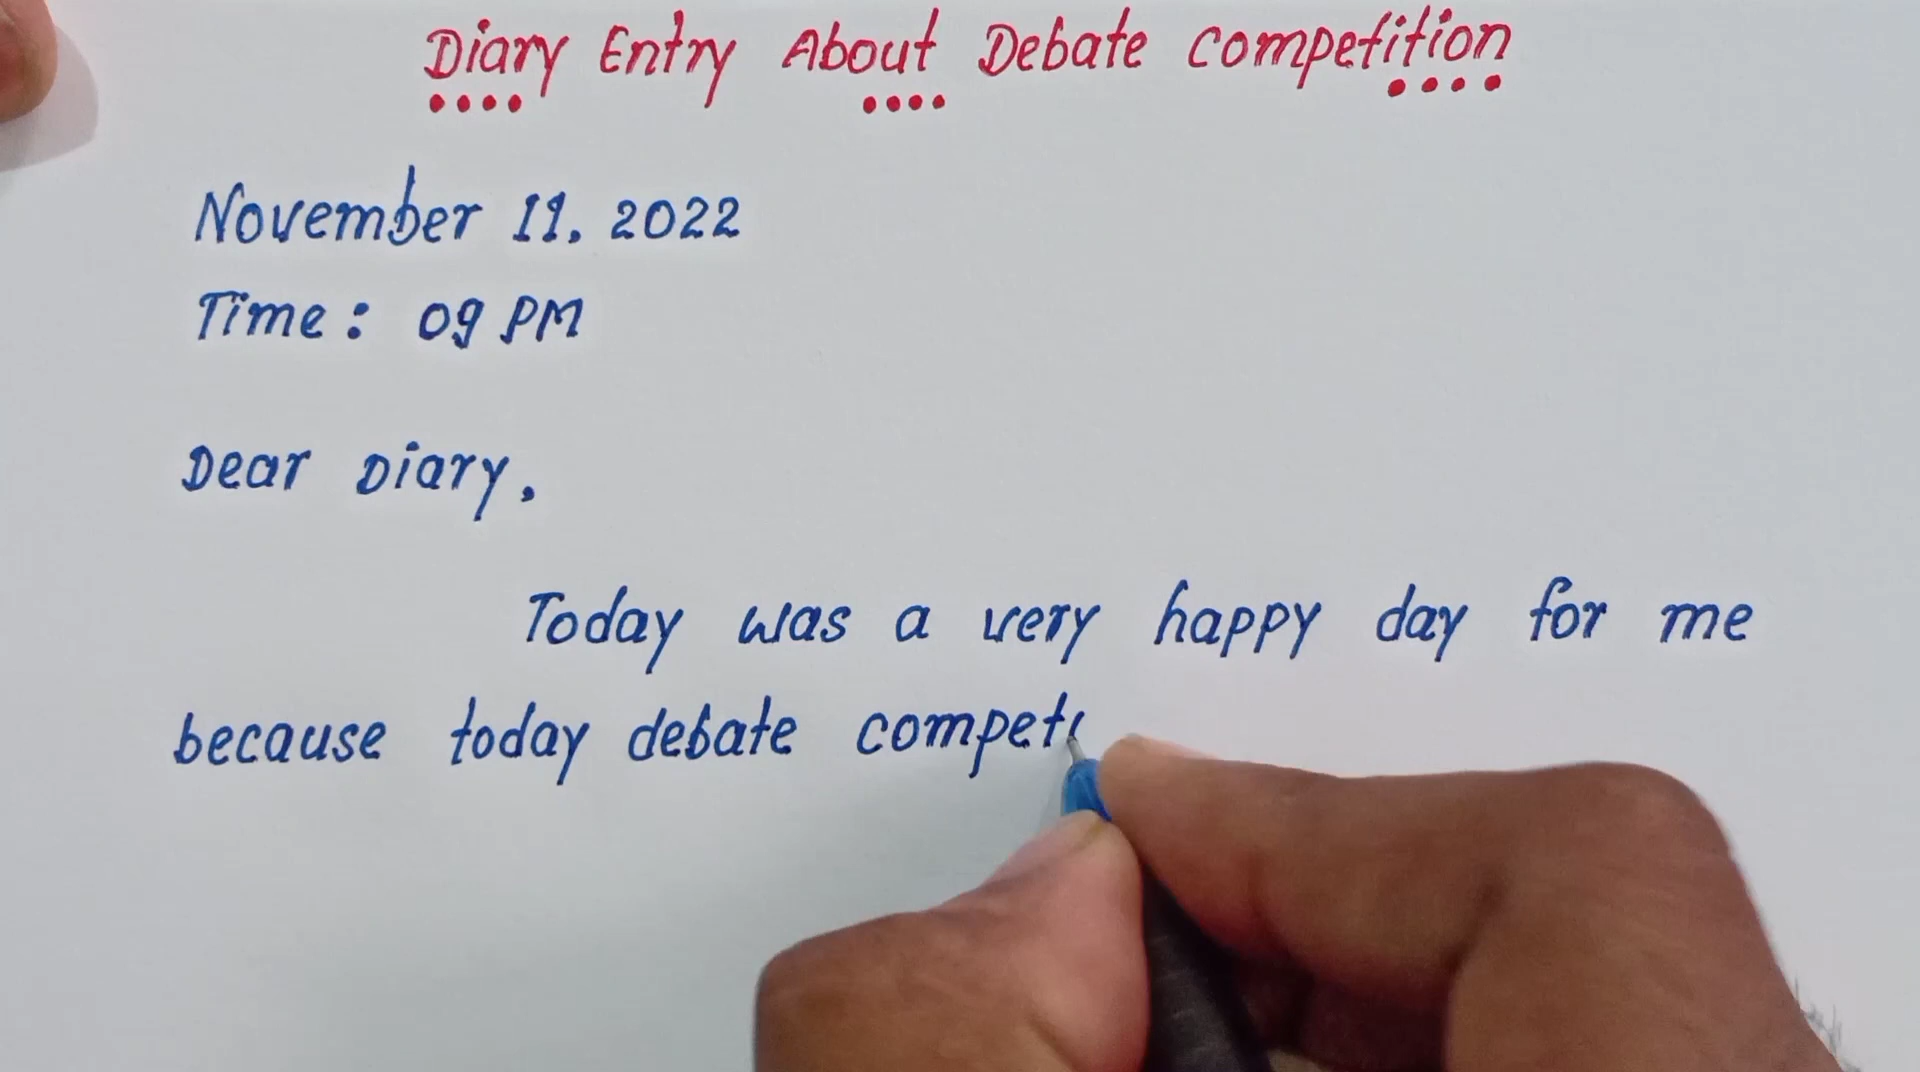 Diary Entry About Debate Competition
November 11, 2022
Time : 09 PM
Dear Diary,
Today was a very happy day for me
because today debate competi